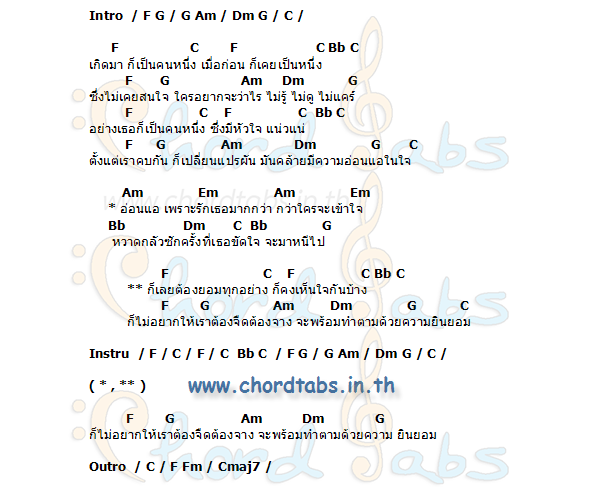 Intro / F G / G Am / Dm G / C /
F C F C Bb C
เกิดมา ก็เป็นคนหนึ่ง เมื่อก่อน ก็เคยเป็นหนึ่ง
F G Am Dm G
ซึ่งไม่เคยสนใจ ใครอยากจะว่าไร ไม่รู้ ไม่ดู ไม่แคร์
F C F C Bb C
อย่างเธอก็เป็นคนหนึ่ง ซึ่งมีหัวใจ แน่วแน่
F G Am Dm G C
ตั้งแต่เราคบกัน ก็เปลี่ยนแปรผัน มันคล้ายมีความอ่อนแอในใจ
Am Em Am Em
* อ่อนแอ เพราะรักเธอมากกว่า กว่าใครจะเข้าใจ
Bb Dm C Bb G
หวาดกลัวซักครั้งที่เธอขัดใจ จะมาหนีไป
F C F C Bb C
** ก็เลยต้องยอมทุกอย่าง ก็คงเห็นใจกันบ้าง
F G Am Dm G C
ก็ไม่อยากให้เราต้องจืดต้องจาง จะพร้อมทำตามด้วยความยินยอม
Instru / F / C / F / C Bb C / F G / G Am / Dm G / C /
( * , ** )
www.chordtabs.in.th
F G Am Dm G
ก็ไม่อยากให้เราต้องจืดต้องจาง จะพร้อมทำตามด้วยความ ยินยอม
Outro / C / F Fm / Cmaj7 /
Chord Tabs
www.chordtabs.in.th
Chord Tabs
Chord Tabs